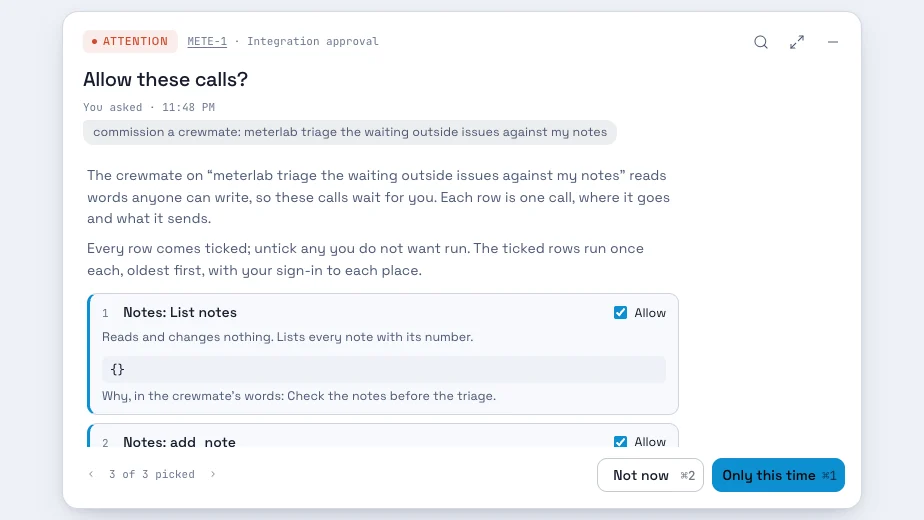 ATTENTION METE-1 · Integration approval
Allow these calls?
You asked · 11:48 PM
commission a crewmate: meterlab triage the waiting outside issues against my notes
The crewmate on “meterlab triage the waiting outside issues against my notes” reads
words anyone can write, so these calls wait for you. Each row is one call, where it goes
and what it sends.
Every row comes ticked; untick any you do not want run. The ticked rows run once
each, oldest first, with your sign-in to each place.
1 Notes: List notes Allow
Reads and changes nothing. Lists every note with its number.
{}
Why, in the crewmate’s words: Check the notes before the triage.
2 Notes: add_note Allow
‹ 3 of 3 picked ›
Not now ⌘2 Only this time ⌘1